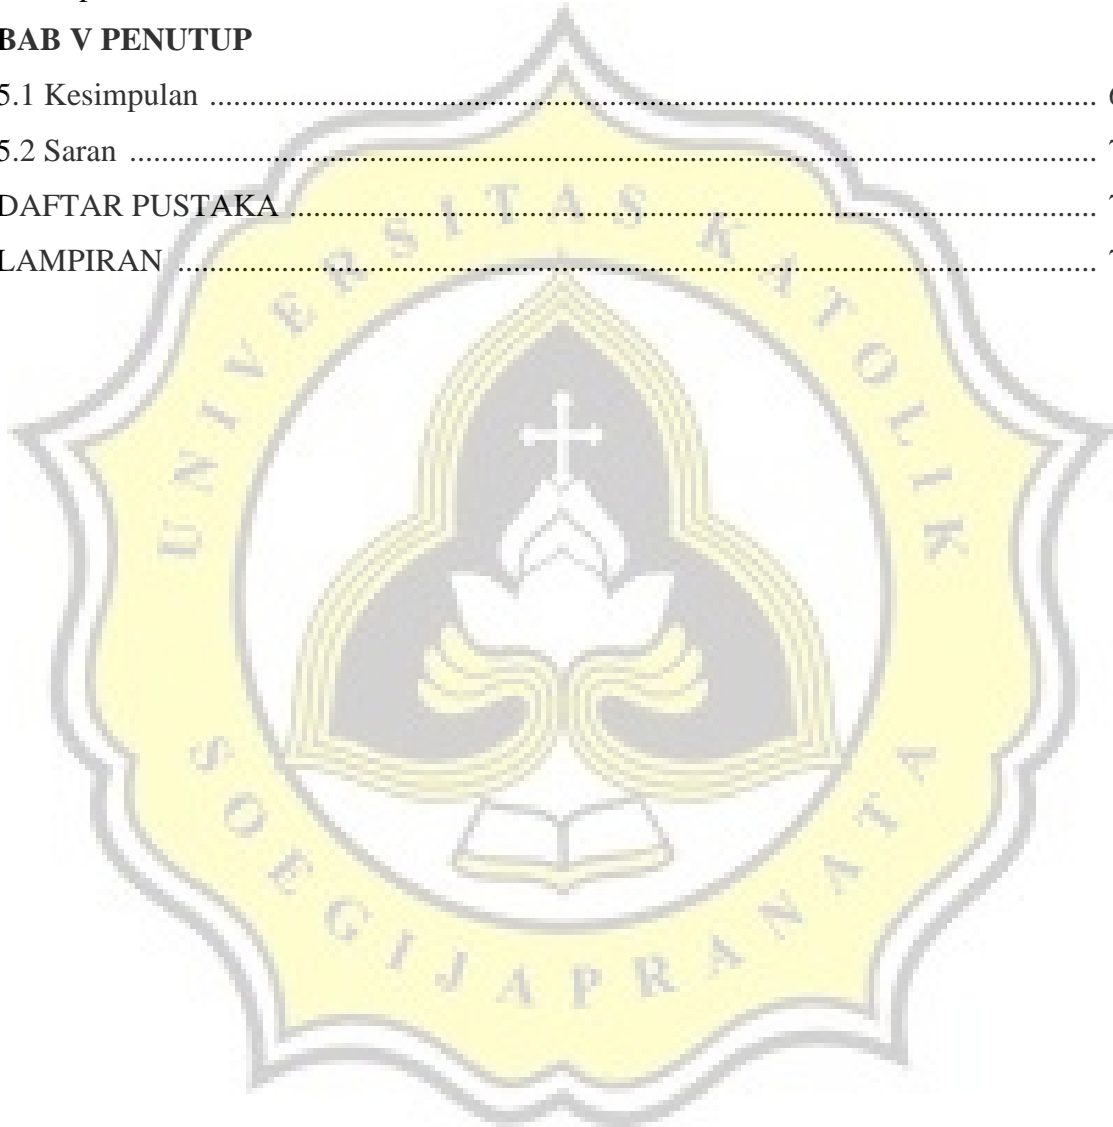 BAB V PENUTUP
5.1 Kesimpulan ........................................................................................................
5.2 Saran ........................................................................................................
DAFTAR PUSTAKA ........................................................................................................
LAMPIRAN ........................................................................................................
UNIVERSITAS KATOLIK
SOEGIJAPRANATA